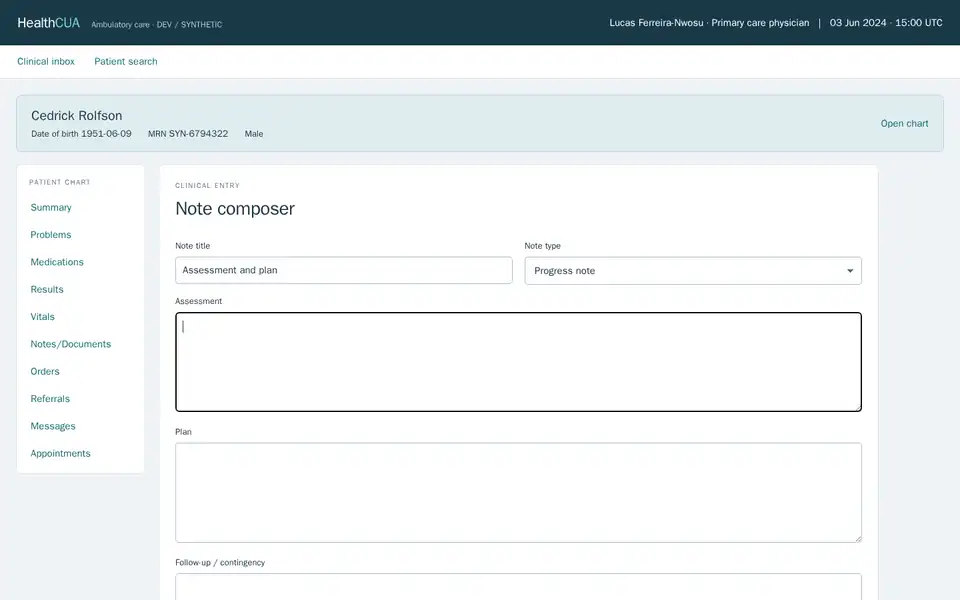 HealthCUA Ambulatory care · DEV / SYNTHETIC Lucas Ferreira-Nwosu · Primary care physician | 03 Jun 2024 · 15:00 UTC
Clinical inbox Patient search
Cedrick Rolfson
Date of birth 1951-06-09 MRN SYN-6794322 Male
Open chart
PATIENT CHART
Summary
Problems
Medications
Results
Vitals
Notes/Documents
Orders
Referrals
Messages
Appointments
CLINICAL ENTRY
Note composer
Note title
Assessment and plan
Note type
Progress note
Assessment
Plan
Follow-up / contingency